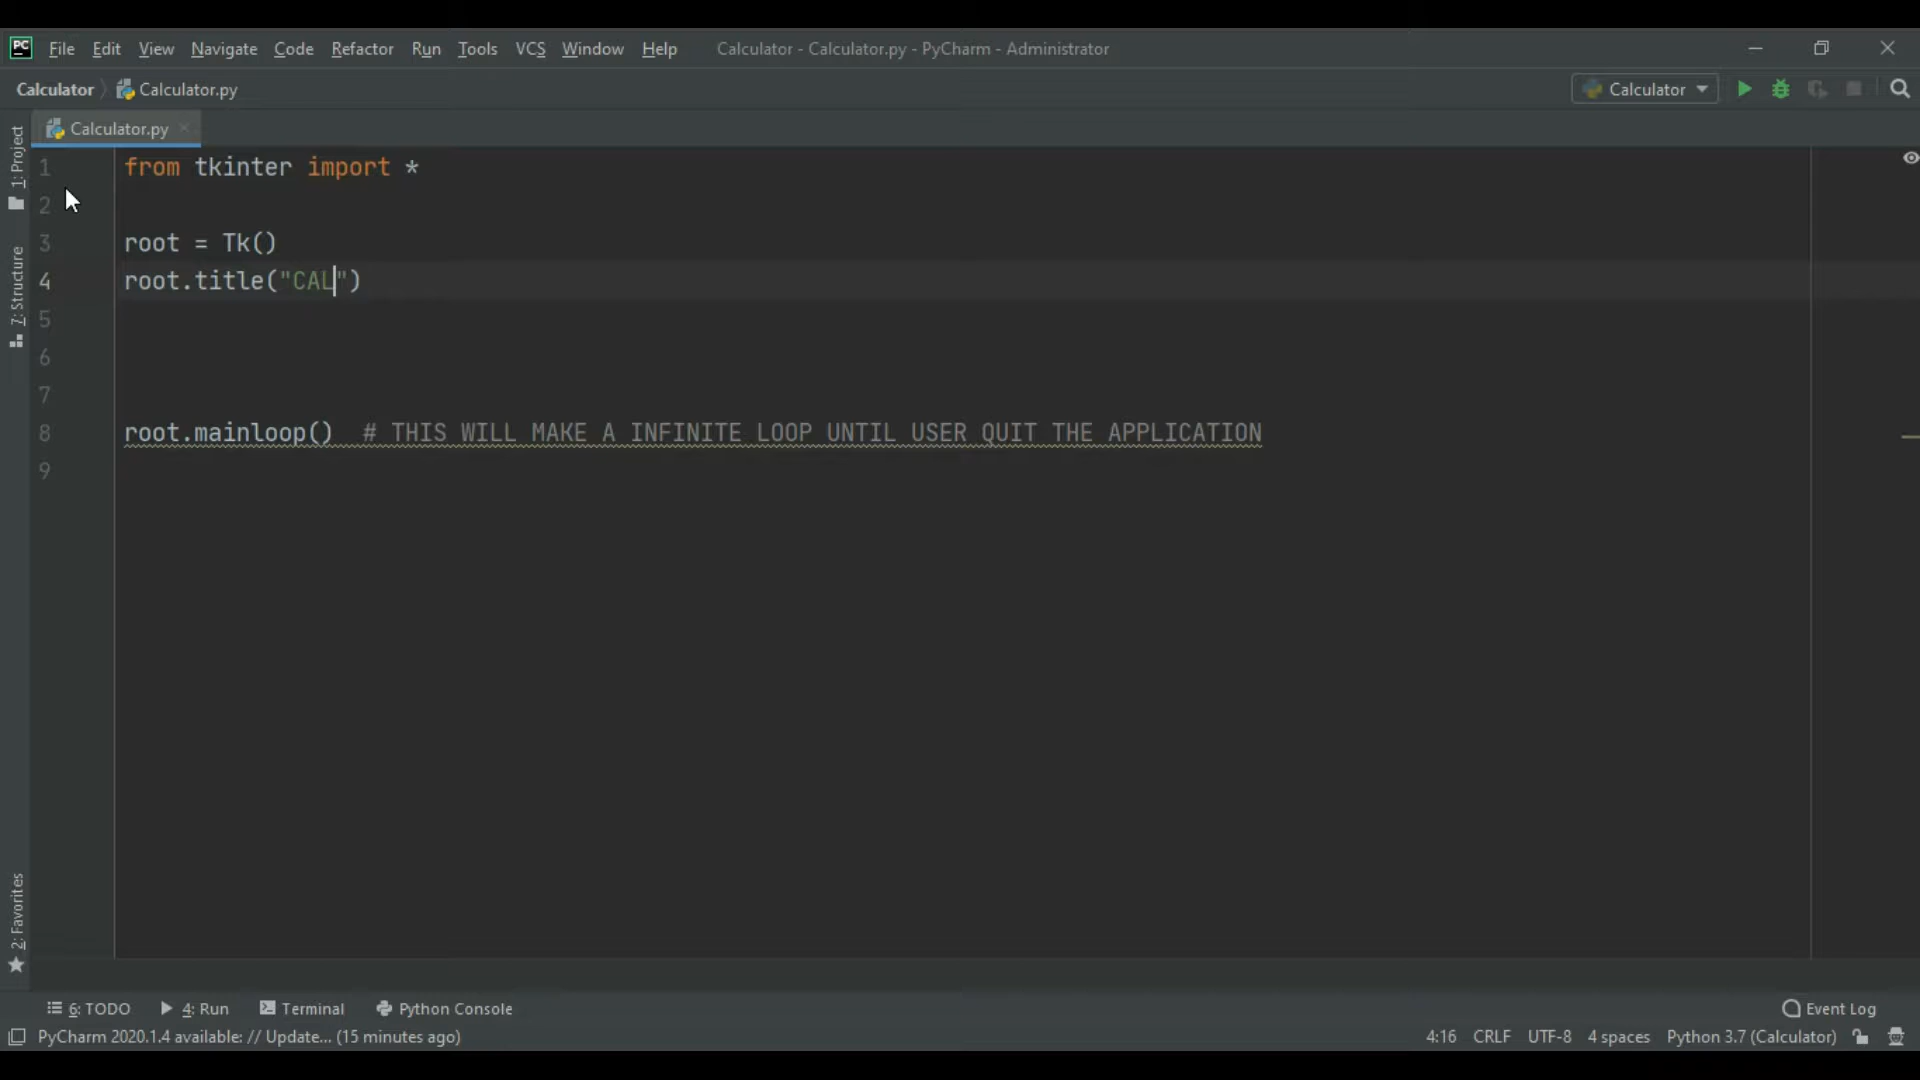 PC File Edit View Navigate Code Refactor Run Tools VCS Window Help Calculator - Calculator.py - PyCharm - Administrator
Calculator Calculator.py Calculator
Calculator.py
1: Project
7: Structure
2: Favorites
1 from tkinter import *
2
3 root = Tk()
4 root.title("CAL")
5
6
7
8 root.mainloop()  # THIS WILL MAKE A INFINITE LOOP UNTIL USER QUIT THE APPLICATION
9
6: TODO 4: Run Terminal Python Console Event Log
PyCharm 2020.1.4 available: // Update... (15 minutes ago) 4:16 CRLF UTF-8 4 spaces Python 3.7 (Calculator)